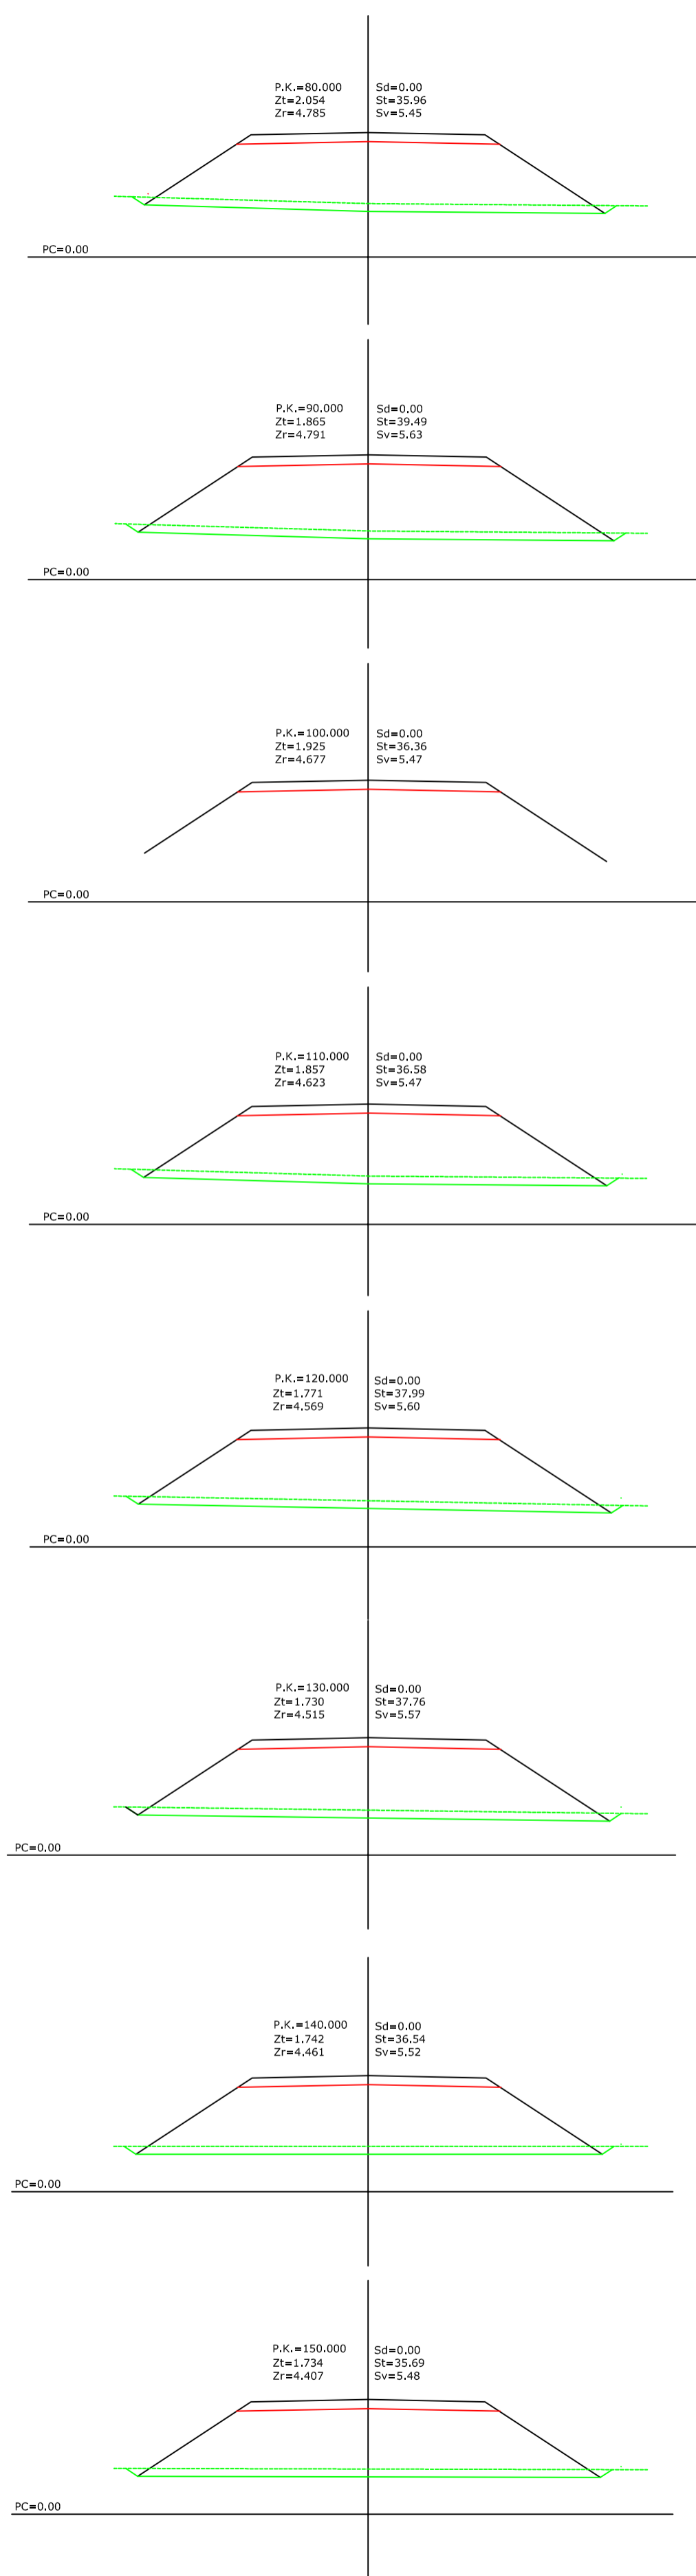 P.K.=80.000 Sd=0.00
Zt=2.054 St=35.96
Zr=4.785 Sv=5.45
PC=0.00
P.K.=90.000 Sd=0.00
Zt=1.865 St=39.49
Zr=4.791 Sv=5.63
PC=0.00
P.K.=100.000 Sd=0.00
Zt=1.925 St=36.36
Zr=4.677 Sv=5.47
PC=0.00
P.K.=110.000 Sd=0.00
Zt=1.857 St=36.58
Zr=4.623 Sv=5.47
PC=0.00
P.K.=120.000 Sd=0.00
Zt=1.771 St=37.99
Zr=4.569 Sv=5.60
PC=0.00
P.K.=130.000 Sd=0.00
Zt=1.730 St=37.76
Zr=4.515 Sv=5.57
PC=0.00
P.K.=140.000 Sd=0.00
Zt=1.742 St=36.54
Zr=4.461 Sv=5.52
PC=0.00
P.K.=150.000 Sd=0.00
Zt=1.734 St=35.69
Zr=4.407 Sv=5.48
PC=0.00